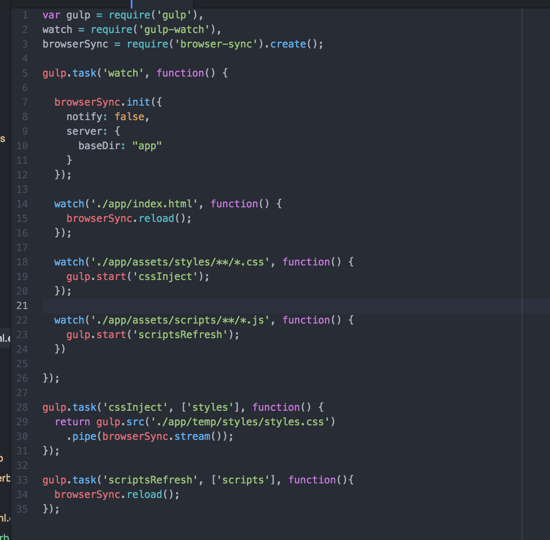 1 var gulp = require('gulp'),
2 watch = require('gulp-watch'),
3 browserSync = require('browser-sync').create();
4
5 gulp.task('watch', function() {
6
7 browserSync.init({
8 notify: false,
9 server: {
10 baseDir: "app"
11 }
12 });
13
14 watch('./app/index.html', function() {
15 browserSync.reload();
16 });
17
18 watch('./app/assets/styles/**/*.css', function() {
19 gulp.start('cssInject');
20 });
21
22 watch('./app/assets/scripts/**/*.js', function() {
23 gulp.start('scriptsRefresh');
24 })
25
26 });
27
28 gulp.task('cssInject', ['styles'], function() {
29 return gulp.src('./app/temp/styles/styles.css')
30 .pipe(browserSync.stream());
31 });
32
33 gulp.task('scriptsRefresh', ['scripts'], function(){
34 browserSync.reload();
35 });